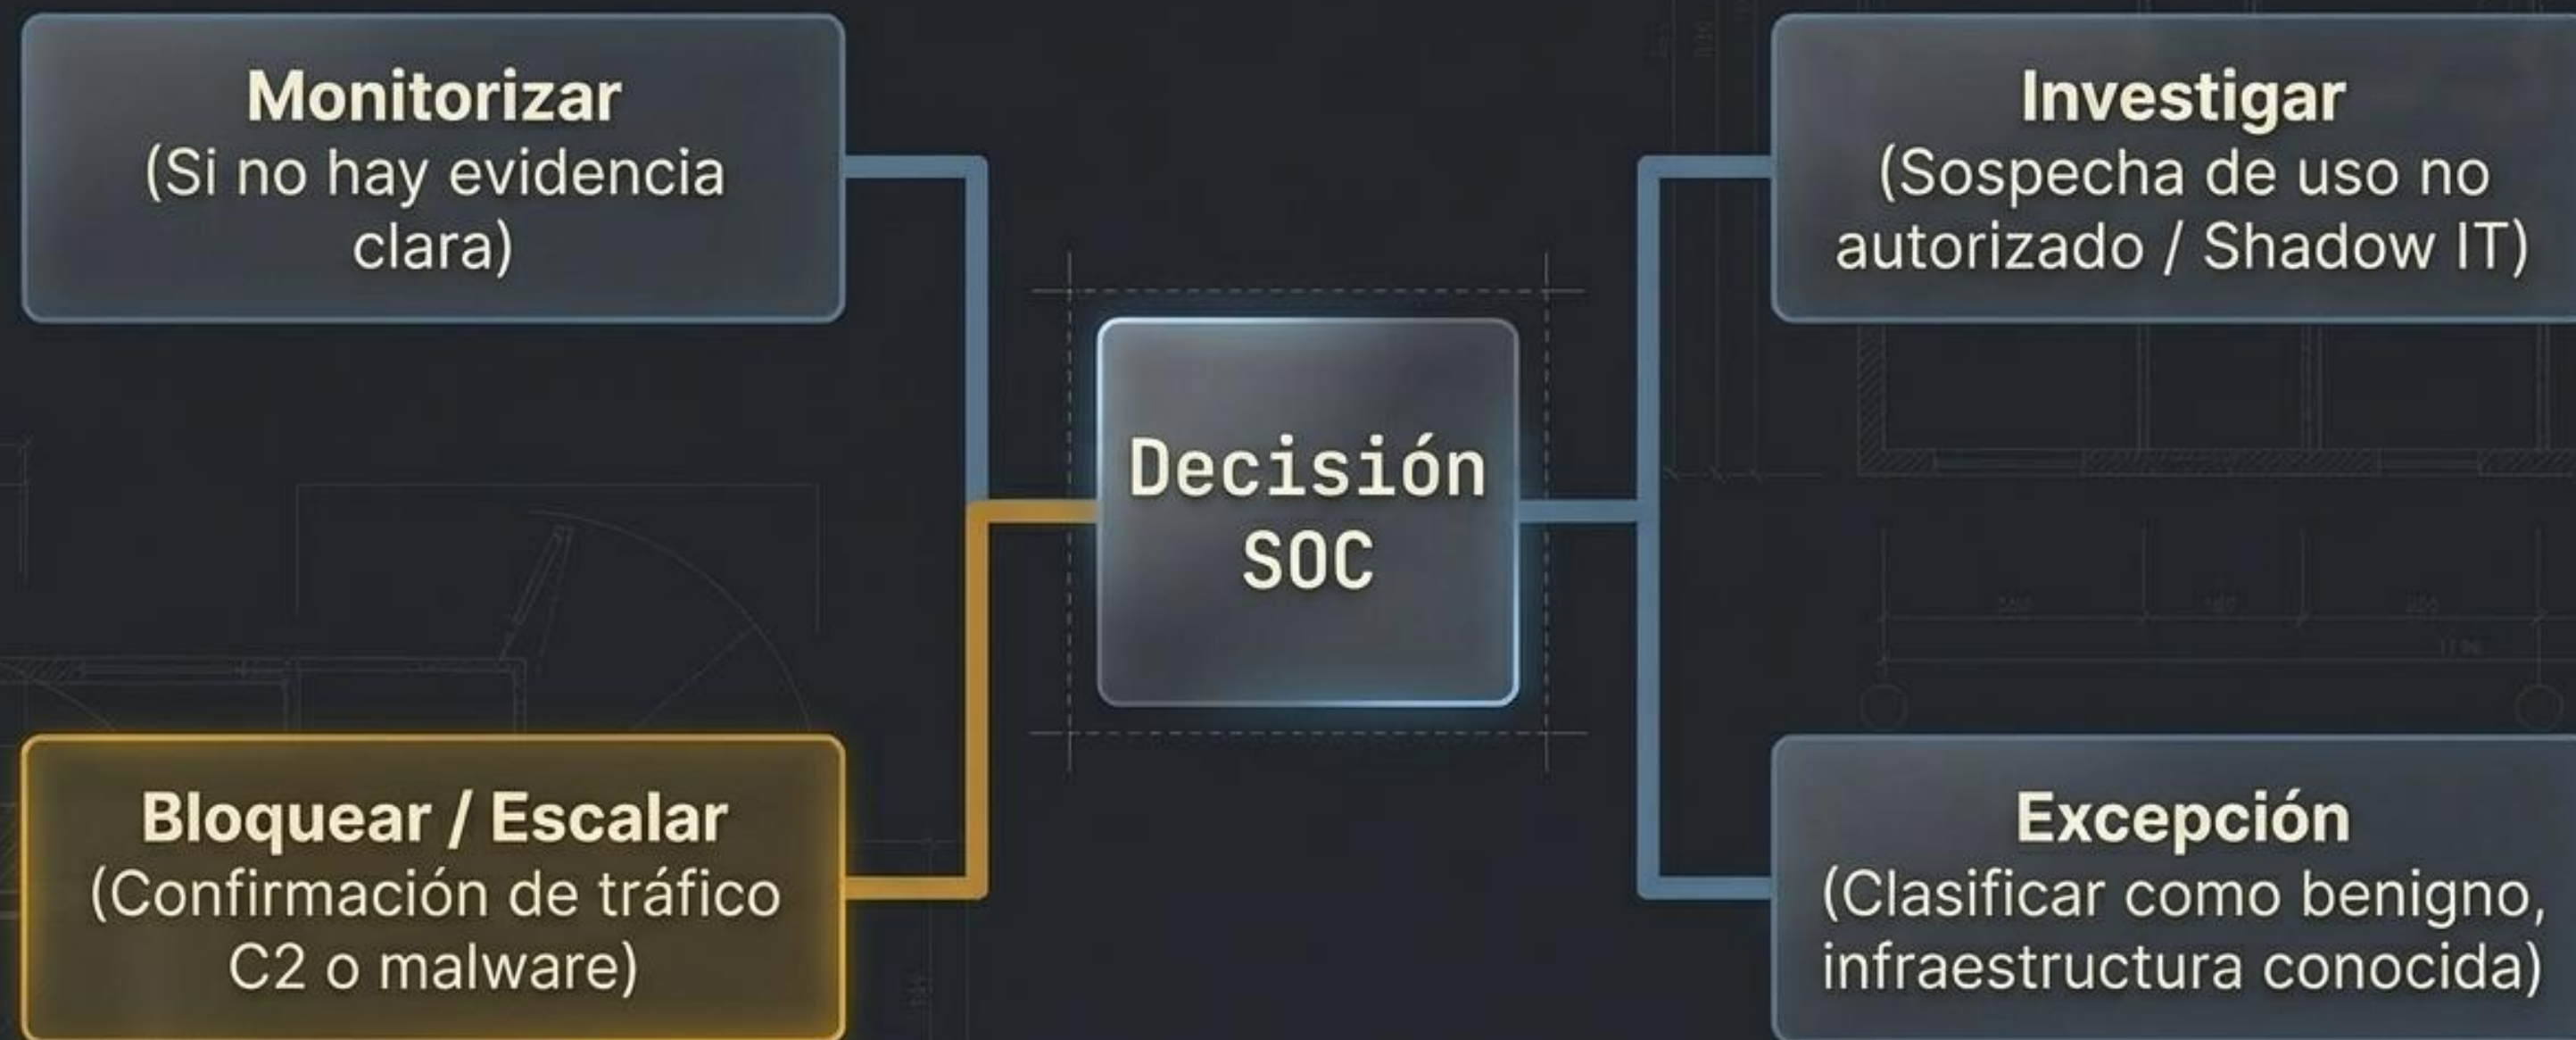 Monitorizar
(Si no hay evidencia
clara)
Investigar
(Sospecha de uso no
autorizado / Shadow IT)
Decisión
SOC
Bloquear / Escalar
(Confirmación de tráfico
C2 o malware)
Excepción
(Clasificar como benigno,
infraestructura conocida)